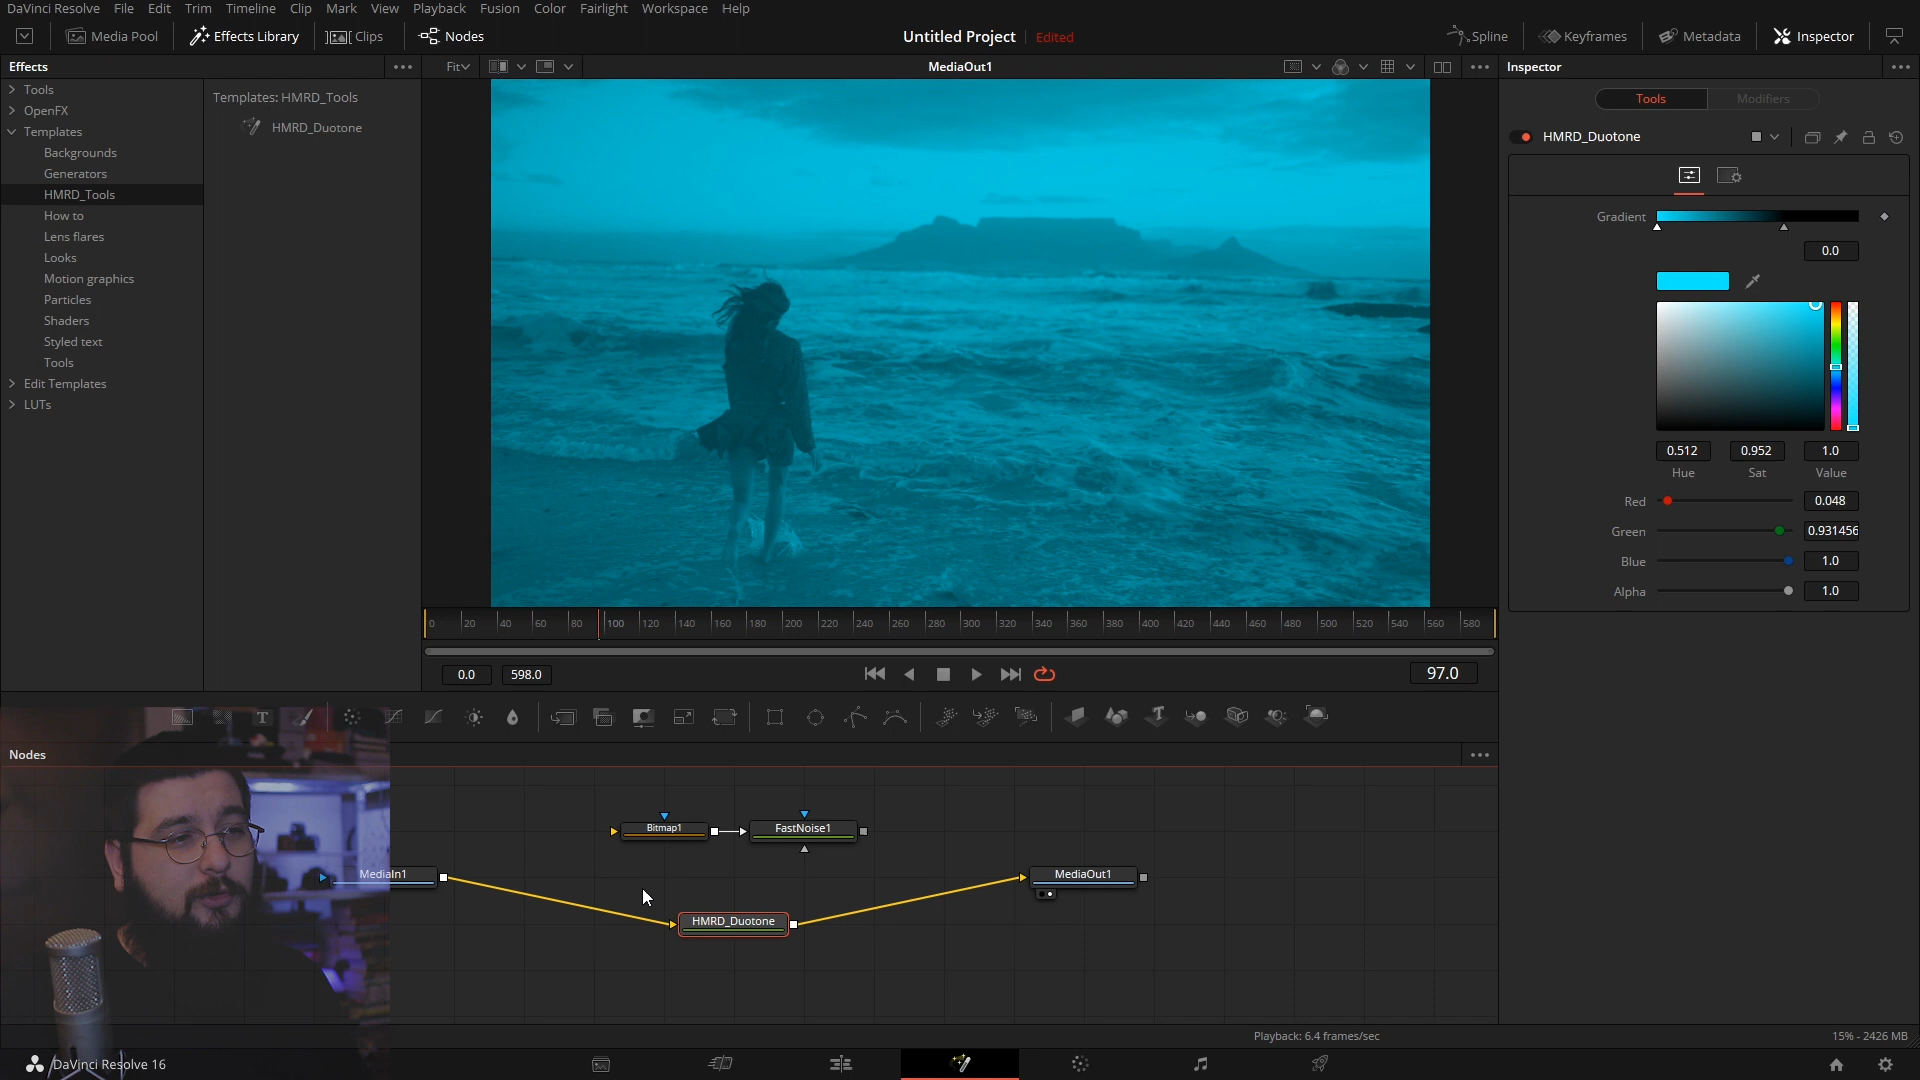 DaVinci Resolve File Edit Trim Timeline Clip Mark View Playback Fusion Color Fairlight Workspace Help
Media Pool Effects Library Clips Nodes Untitled Project Edited Spline Keyframes Metadata Inspector
Effects Fit MediaOut1 Inspector
Tools
OpenFX
Templates
Backgrounds
Generators
HMRD_Tools
How to
Lens flares
Looks
Motion graphics
Particles
Shaders
Styled text
Tools
Edit Templates
LUTs
Templates: HMRD_Tools
HMRD_Duotone
Tools Modifiers
HMRD_Duotone
Gradient
0.0
0.512 0.952 1.0
Hue Sat Value
Red 0.048
Green 0.931456
Blue 1.0
Alpha 1.0
0 20 40 60 80 100 120 140 160 180 200 220 240 260 280 300 320 340 360 380 400 420 440 460 480 500 520 540 560 580
0.0 598.0 97.0
Nodes
Bitmap1 FastNoise1
MediaIn1 MediaOut1
HMRD_Duotone
Playback: 6.4 frames/sec 15% - 2426 MB
DaVinci Resolve 16